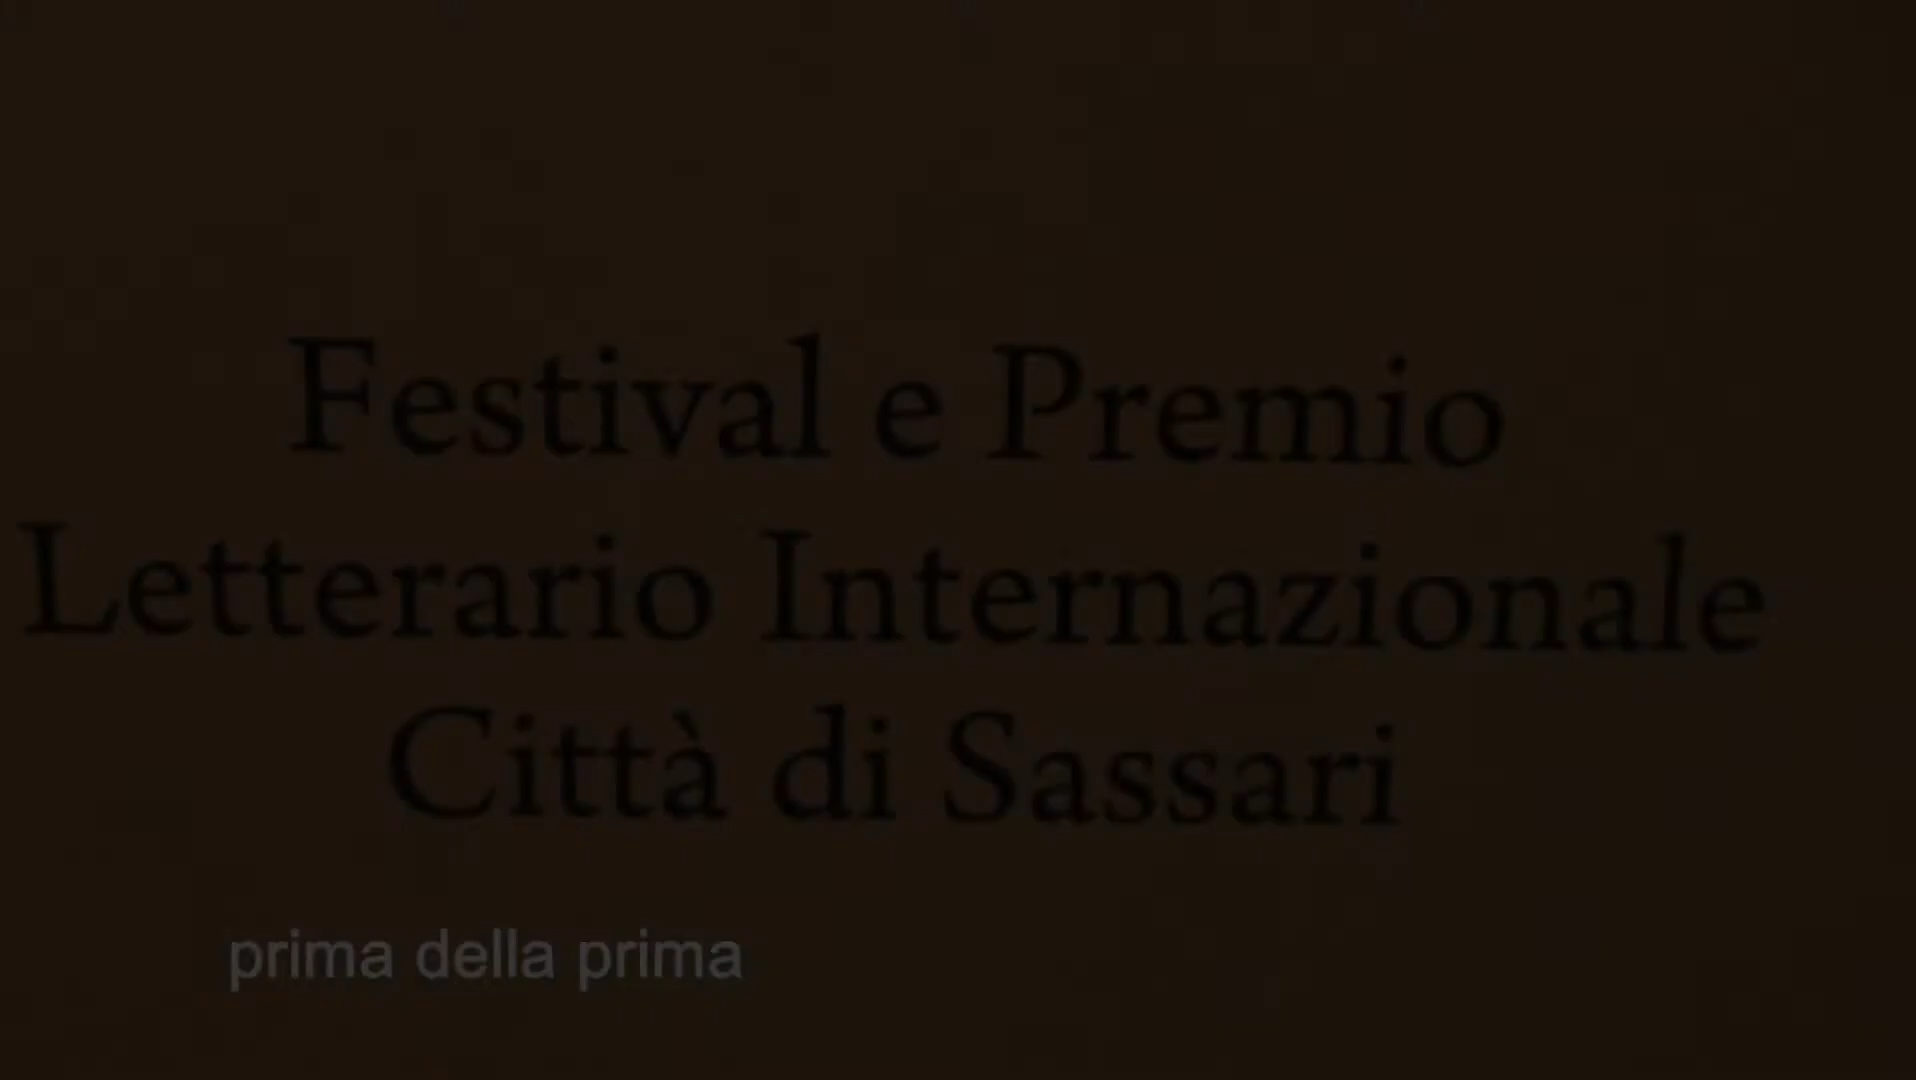 Festival e Premio
Letterario Internazionale
Città di Sassari
prima della prima